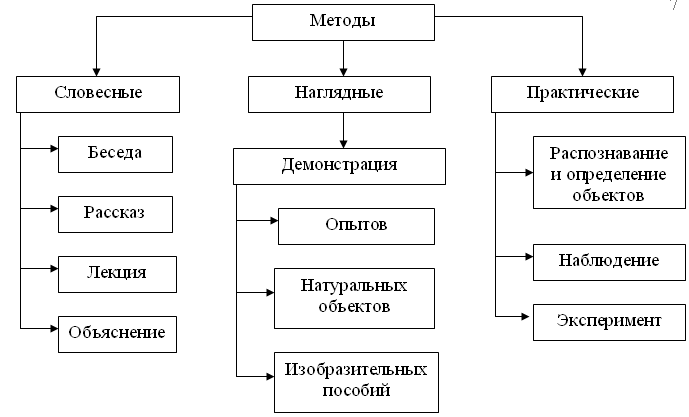 Методы
Словесные
Наглядные
Практические
Беседа
Рассказ
Лекция
Объяснение
Демонстрация
Опытов
Натуральных
объектов
Изобразительных
пособий
Распознавание
и определение
объектов
Наблюдение
Эксперимент